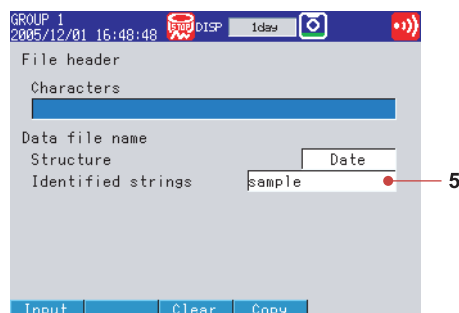 GROUP 1
2005/12/01 16:48:48 STOP DISP 1day
File header
Characters
Data file name
Structure Date
Identified strings sample 5
Input Clear Copy